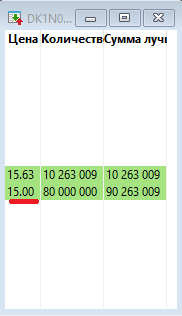 DK1N0...
Цена Количеств Сумма лучш
15.63 10 263 009 10 263 009
15.00 80 000 000 90 263 009